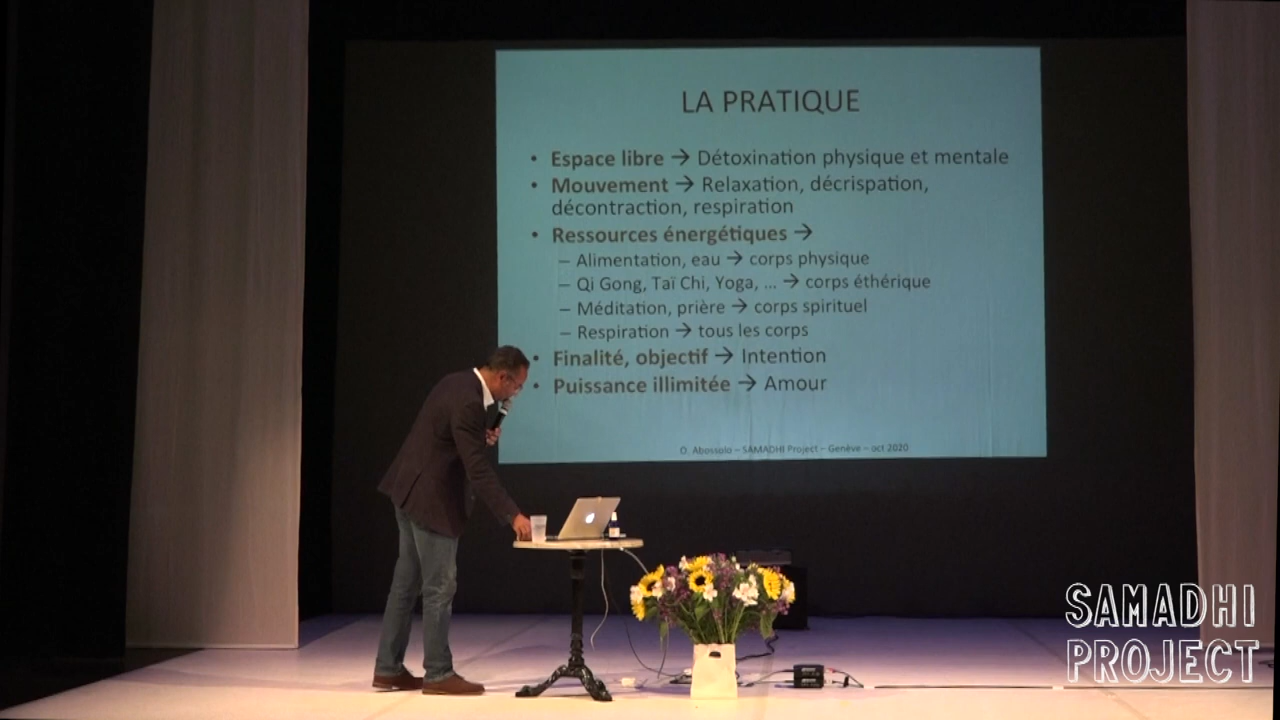 LA PRATIQUE
• Espace libre → Détoxination physique et mentale
• Mouvement → Relaxation, décrispation,
décontraction, respiration
• Ressources énergétiques →
– Alimentation, eau → corps physique
– Qi Gong, Taï Chi, Yoga, ... → corps éthérique
– Méditation, prière → corps spirituel
– Respiration → tous les corps
• Finalité, objectif → Intention
• Puissance illimitée → Amour
O. Abossolo – SAMADHI Project – Genève – oct 2020
SAMADHI
PROJECT